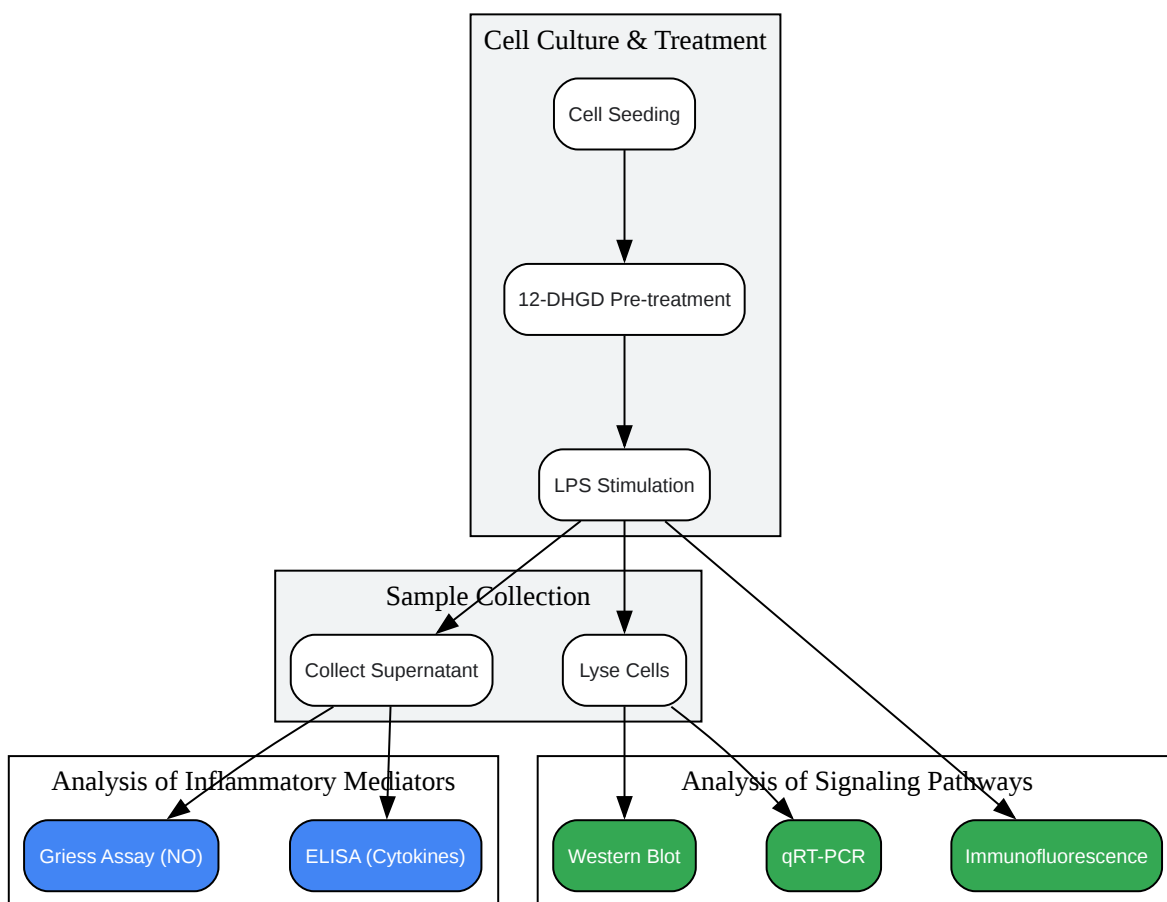 Cell Culture & Treatment
Cell Seeding
12-DHGD Pre-treatment
LPS Stimulation
Sample Collection
Collect Supernatant
Lyse Cells
Analysis of Inflammatory Mediators
Analysis of Signaling Pathways
Griess Assay (NO)
ELISA (Cytokines)
Western Blot
qRT-PCR
Immunofluorescence